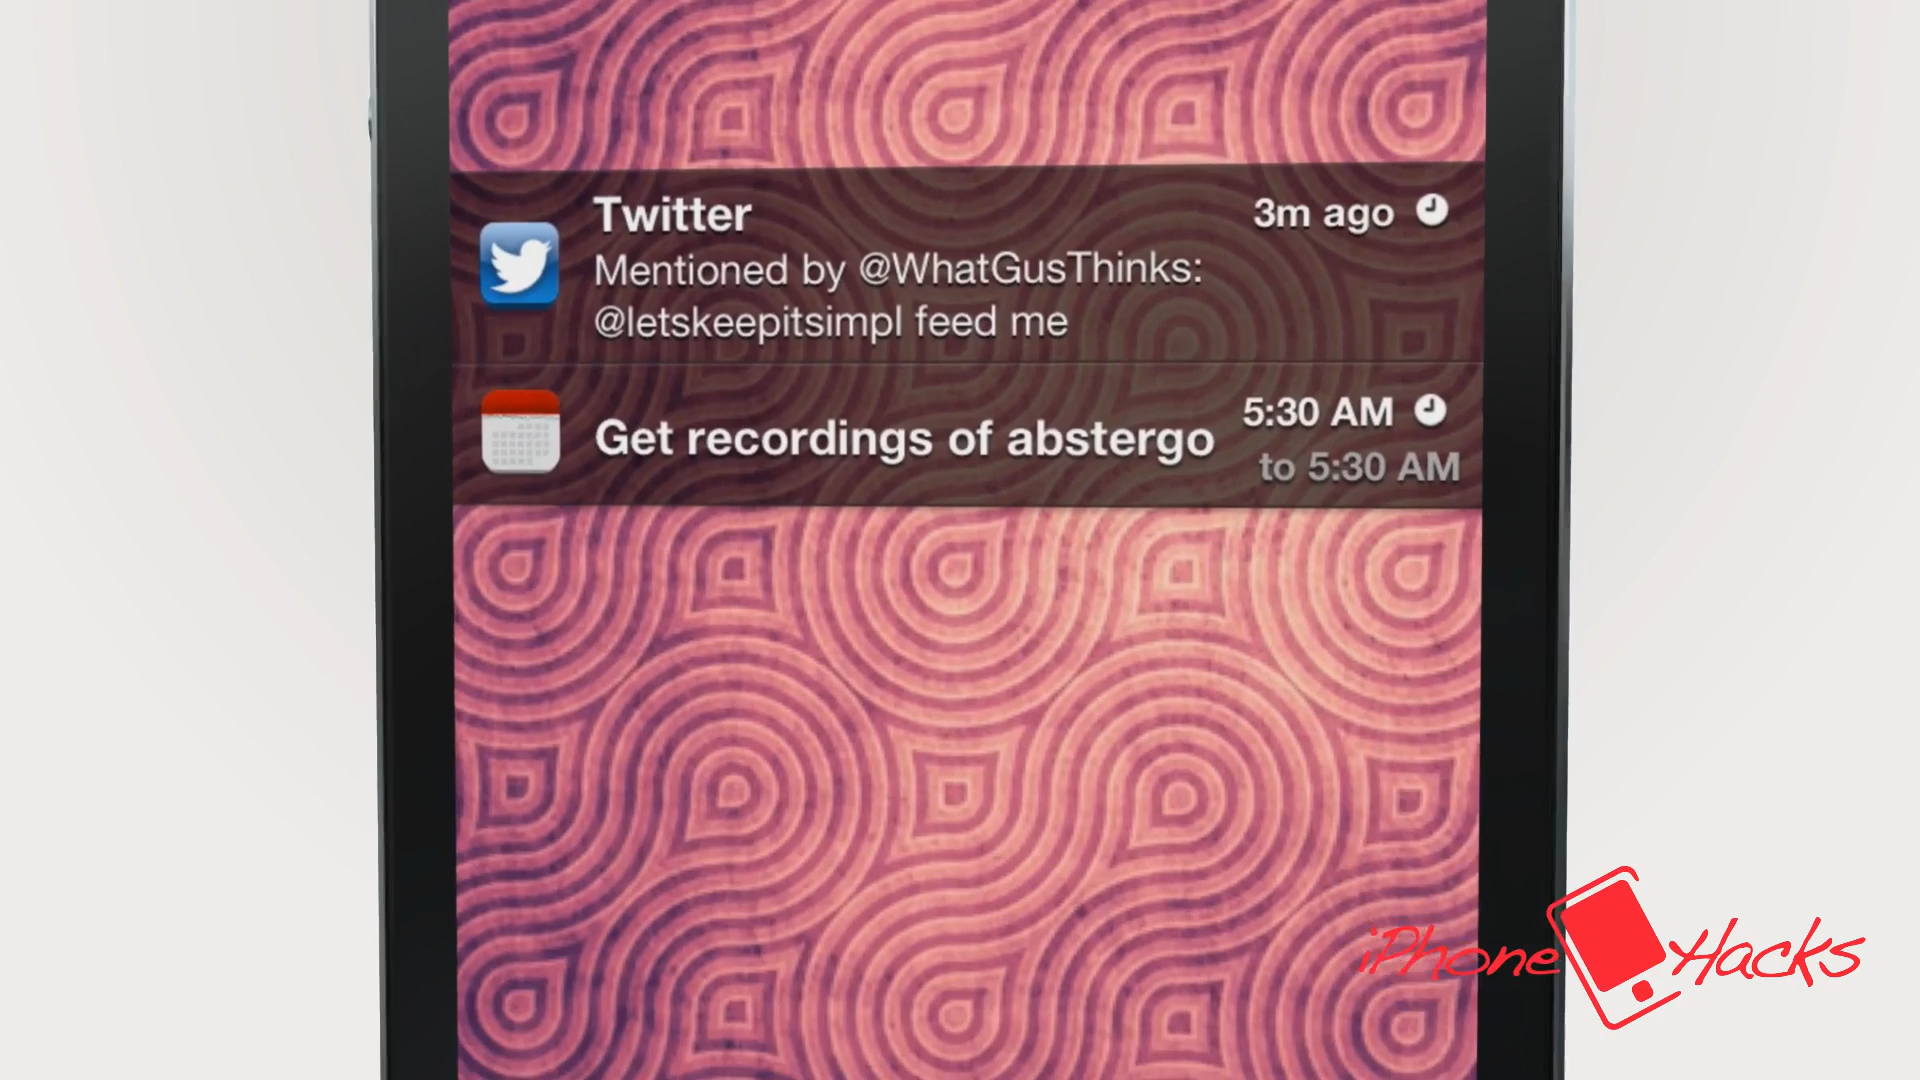 Twitter
3m ago
Mentioned by @WhatGusThinks:
@letskeepitsimpl feed me
Get recordings of abstergo
5:30 AM
to 5:30 AM
iPhone Hacks